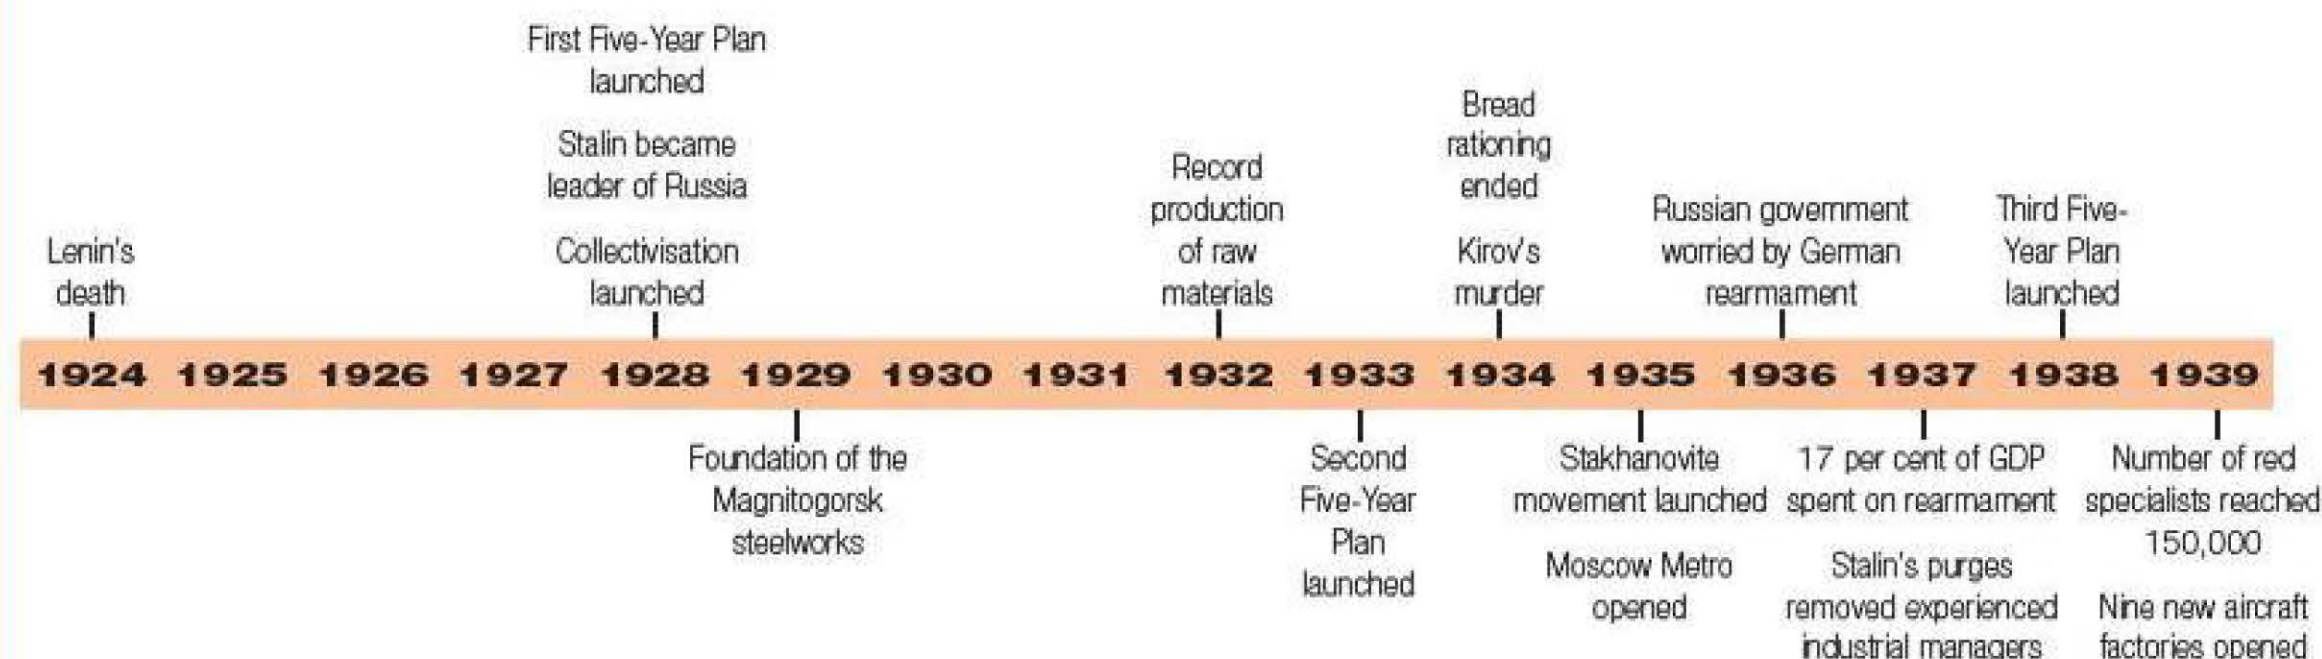 First Five-Year Plan
launched
Stalin became
leader of Russia
Collectivisation
launched
Lenin's
death
Record
production
of raw
materials
Bread
rationing
ended
Kirov's
murder
Russian government
worried by German
rearmament
Third Five-
Year Plan
launched
1924 1925 1926 1927 1928 1929 1930 1931 1932 1933 1934 1935 1936 1937 1938 1939
Foundation of the
Magnitogorsk
steelworks
Second
Five-Year
Plan
launched
Stakhanovite
movement launched
Moscow Metro
opened
17 per cent of GDP
spent on rearmament
Stalin's purges
removed experienced
industrial managers
Number of red
specialists reached
150,000
Nine new aircraft
factories opened